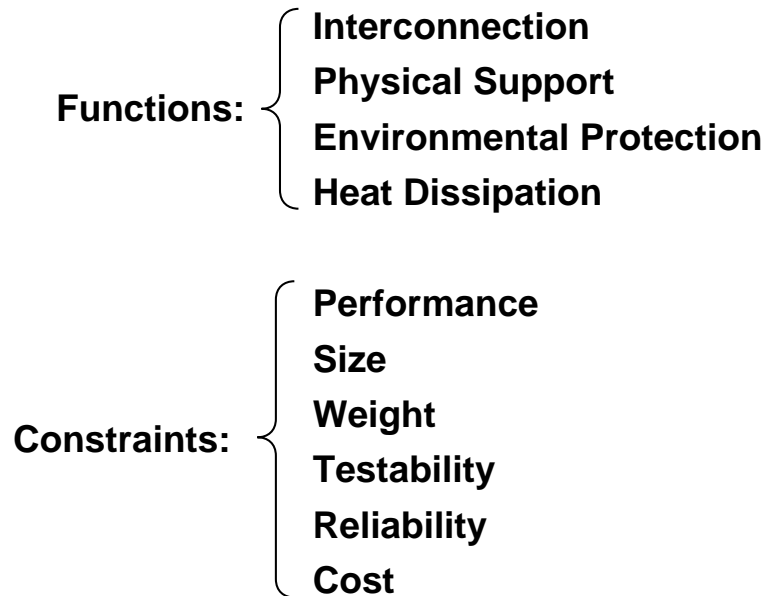 Functions:
Interconnection
Physical Support
Environmental Protection
Heat Dissipation
Constraints:
Performance
Size
Weight
Testability
Reliability
Cost